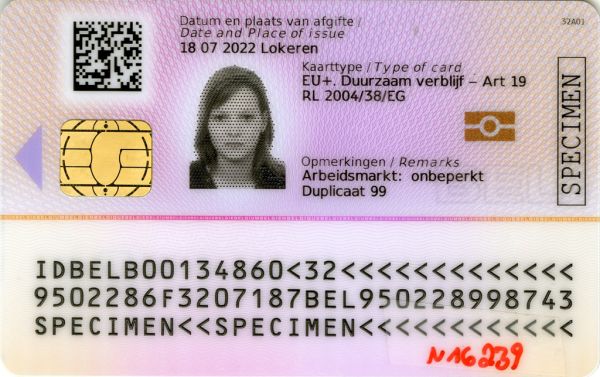 Datum en plaats van afgifte /
Date and Place of issue
18 07 2022 Lokeren
32A01
Kaarttype / Type of card
EU+. Duurzaam verblijf – Art 19
RL 2004/38/EG
SPECIMEN
Opmerkingen / Remarks
Arbeidsmarkt: onbeperkt
Duplicaat 99
IDBELB00134860<32<<<<<<<<<<<<<
9502286F3207187BEL950228998743
SPECIMEN<<SPECIMEN<<<<<<<<<<<<
N16239